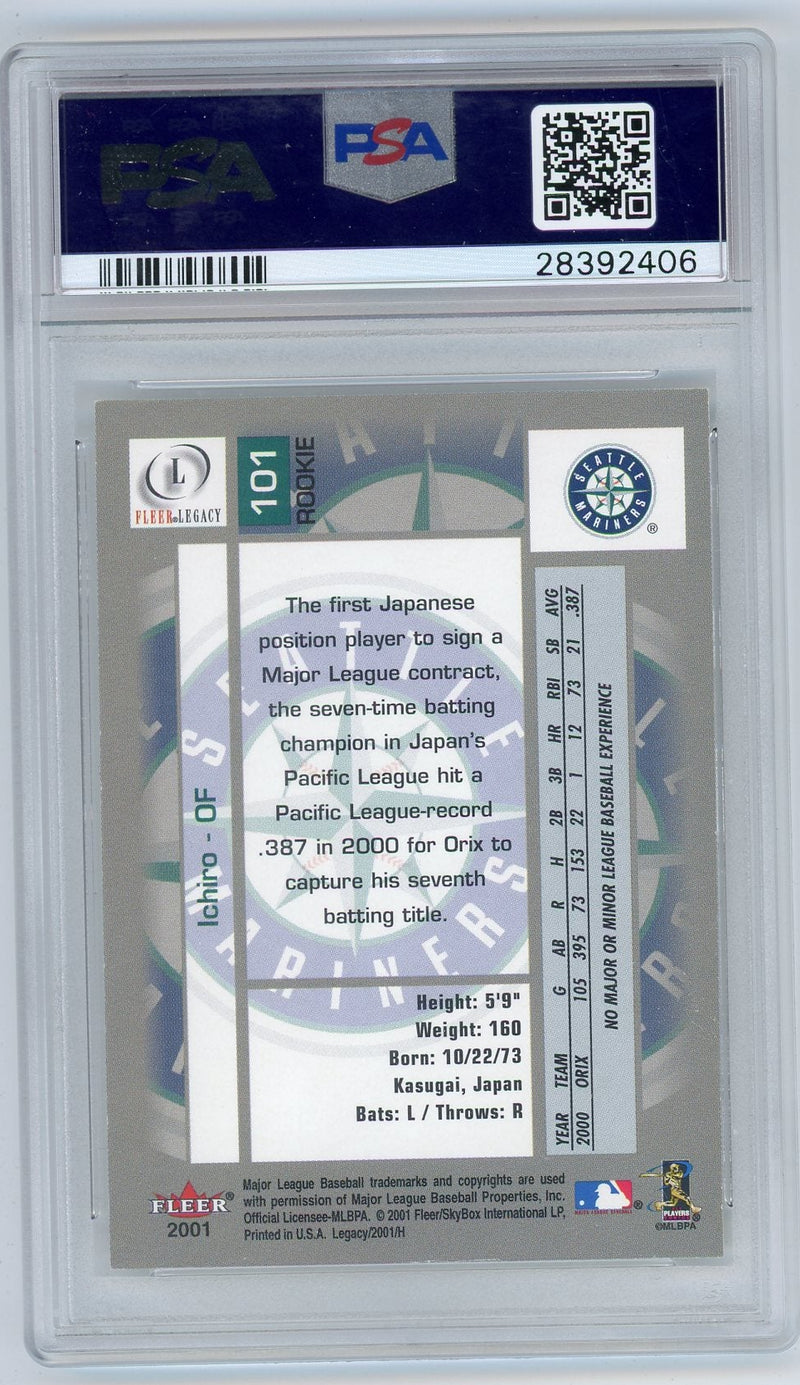 PSA
PSA
28392406
L
FLEER LEGACY
101
ROOKIE
SEATTLE
MARINERS
®
Ichiro - OF
The first Japanese
position player to sign a
Major League contract,
the seven-time batting
champion in Japan's
Pacific League hit a
Pacific League-record
.387 in 2000 for Orix to
capture his seventh
batting title.
SEATTLE
MARINERS
Height: 5'9"
Weight: 160
Born: 10/22/73
Kasugai, Japan
Bats: L / Throws: R
YEAR TEAM G AB R H 2B 3B HR RBI SB AVG
2000 ORIX 105 395 73 153 22 1 12 73 21 .387
NO MAJOR OR MINOR LEAGUE BASEBALL EXPERIENCE
FLEER®
2001
Major League Baseball trademarks and copyrights are used
with permission of Major League Baseball Properties, Inc.
Official Licensee-MLBPA. © 2001 Fleer/SkyBox International LP,
Printed in U.S.A. Legacy/2001/H
MAJOR LEAGUE BASEBALL ®
PLAYERS
©MLBPA